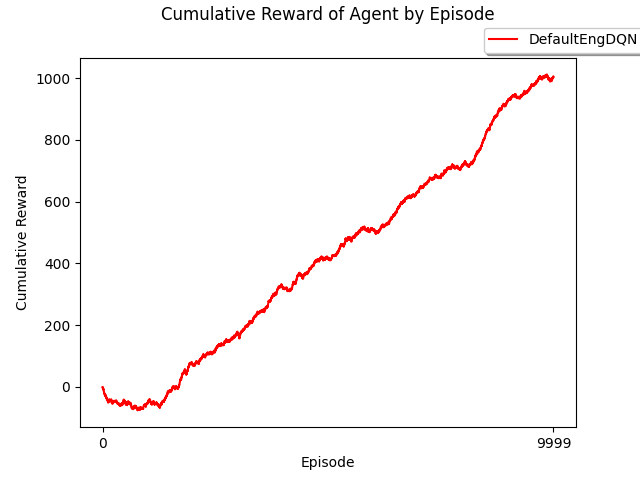 Cumulative Reward of Agent by Episode
DefaultEngDQN
1000
800
600
400
200
0
Cumulative Reward
0
9999
Episode